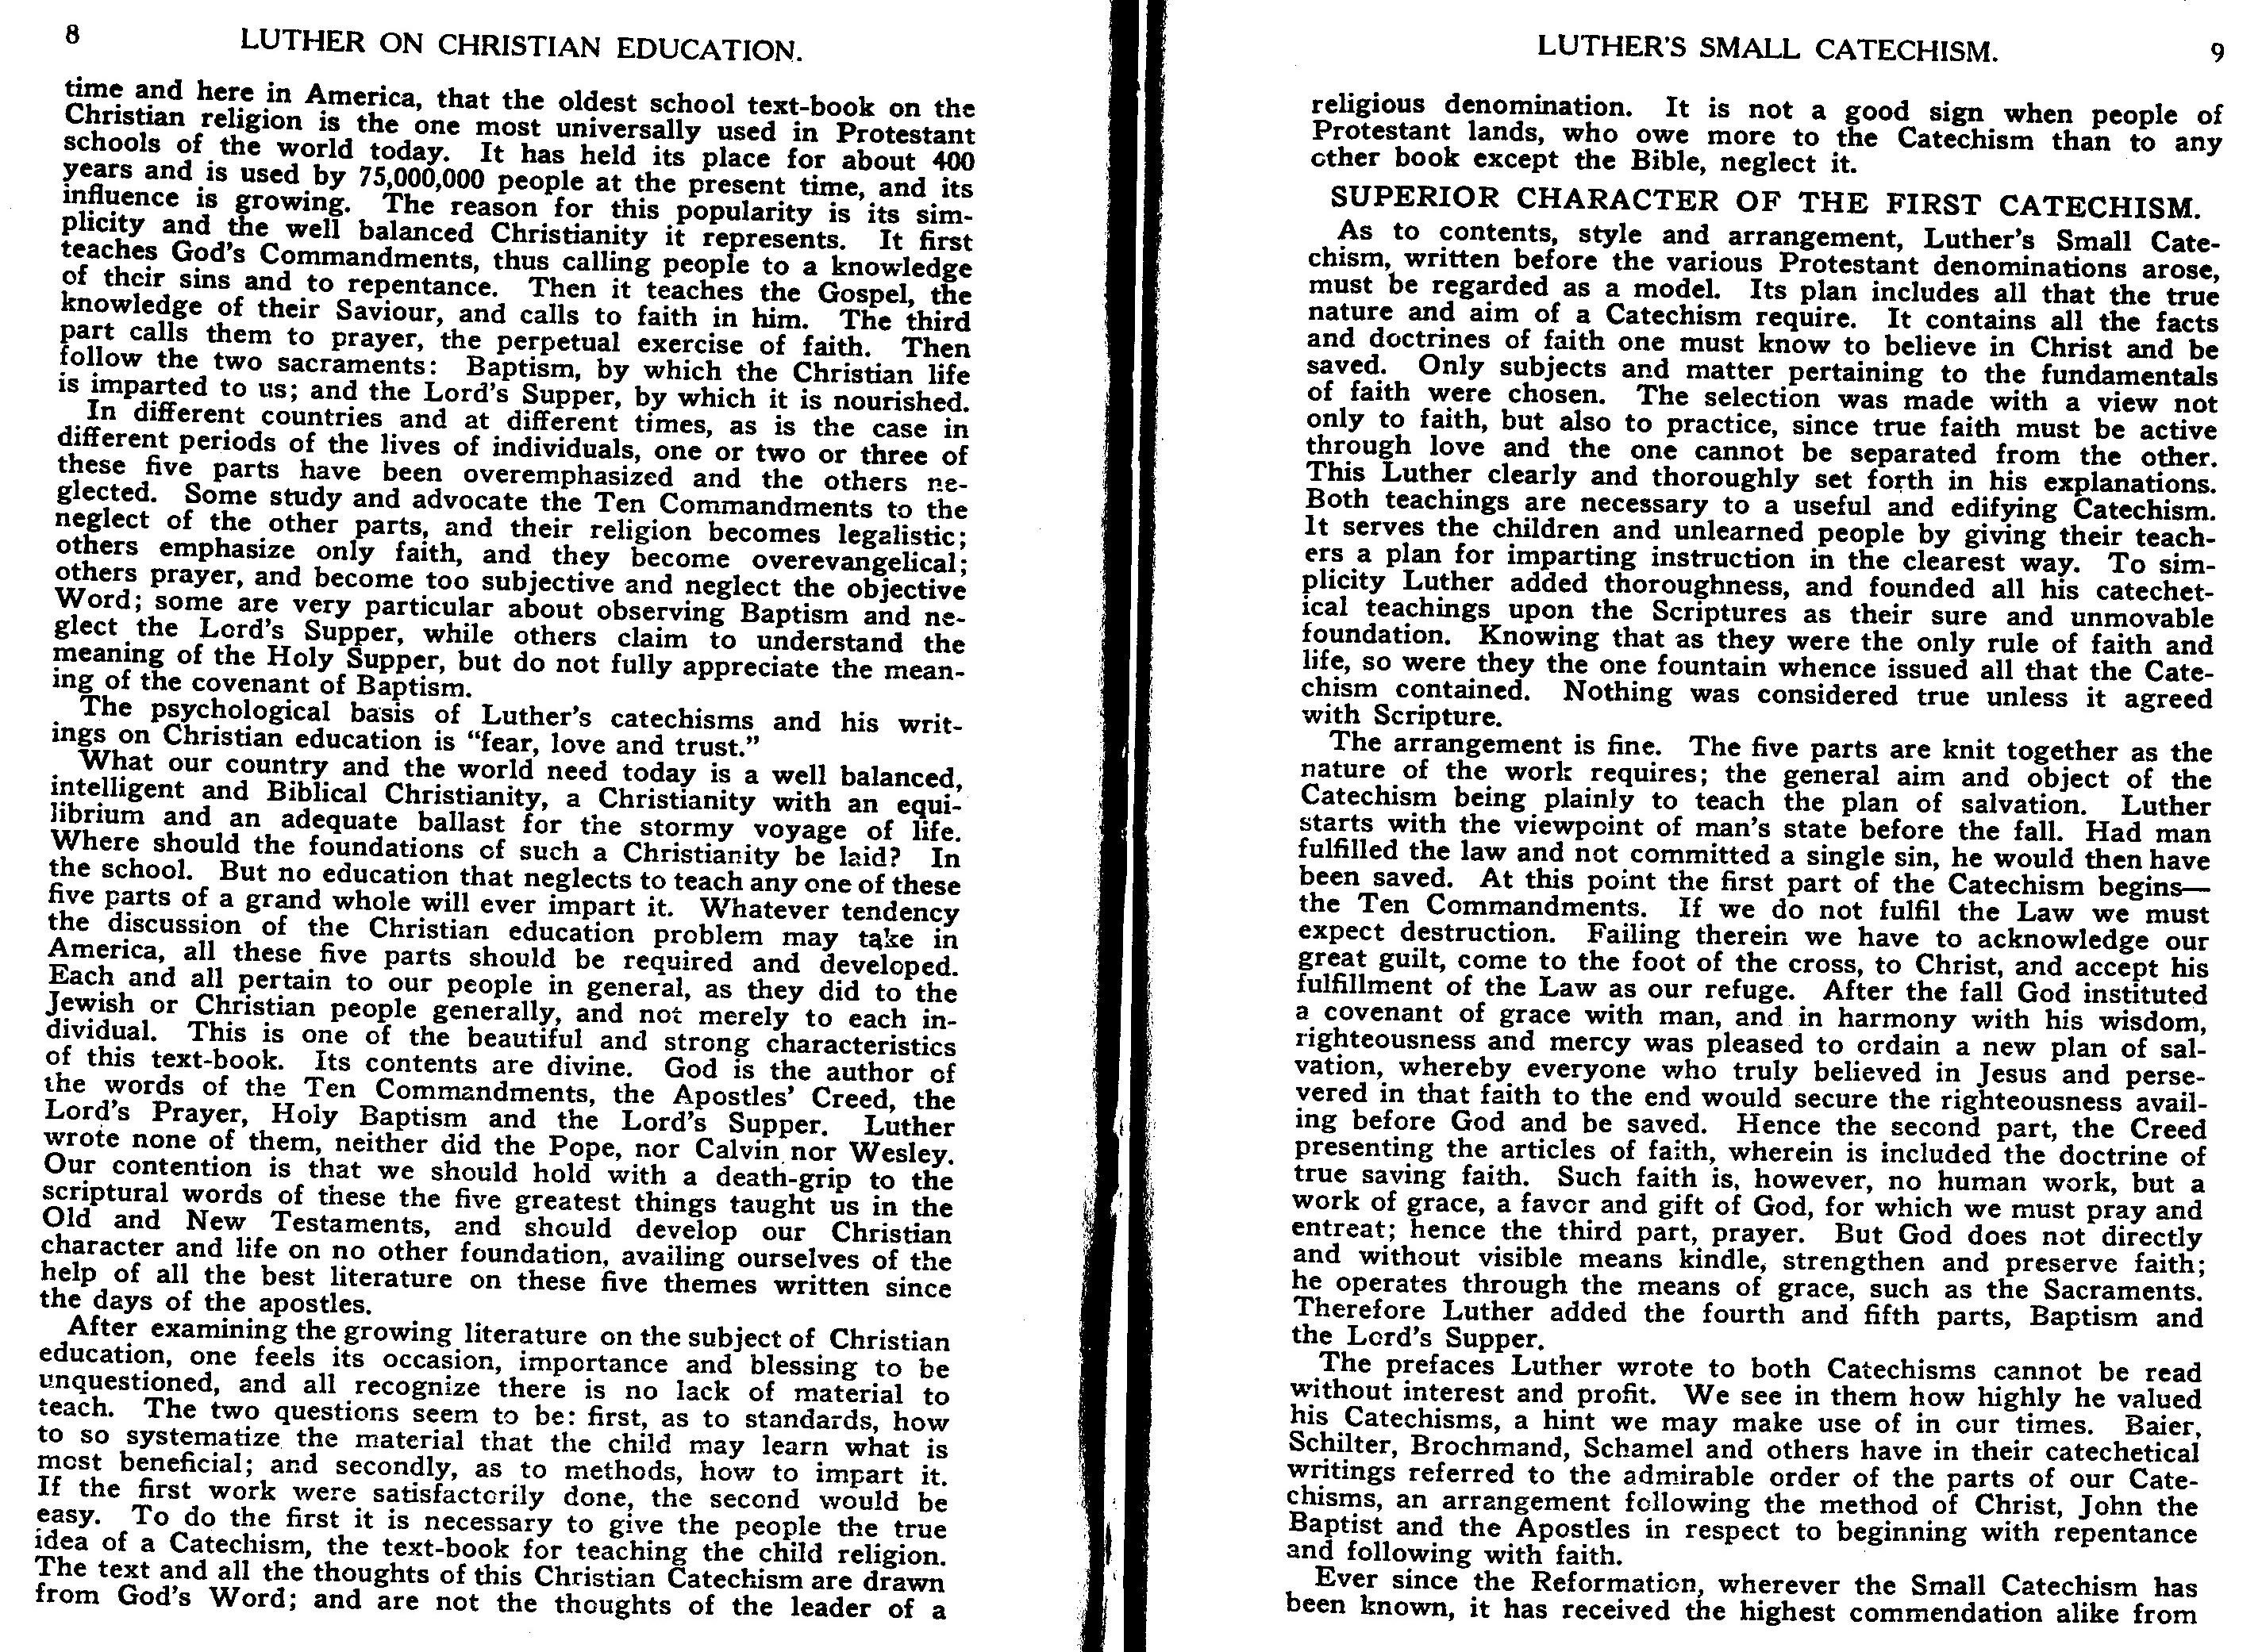 8 LUTHER ON CHRISTIAN EDUCATION.
time and here in America, that the oldest school text-book on the
Christian religion is the one most universally used in Protestant
schools of the world today. It has held its place for about 400
years and is used by 75,000,000 people at the present time, and its
influence is growing. The reason for this popularity is its sim-
plicity and the well balanced Christianity it represents. It first
teaches God's Commandments, thus calling people to a knowledge
of their sins and to repentance. Then it teaches the Gospel, the
knowledge of their Saviour, and calls to faith in him. The third
part calls them to prayer, the perpetual exercise of faith. Then
follow the two sacraments: Baptism, by which the Christian life
is imparted to us; and the Lord's Supper, by which it is nourished.
In different countries and at different times, as is the case in
different periods of the lives of individuals, one or two or three of
these five parts have been overemphasized and the others ne-
glected. Some study and advocate the Ten Commandments to the
neglect of the other parts, and their religion becomes legalistic;
others emphasize only faith, and they become overevangelical;
others prayer, and become too subjective and neglect the objective
Word; some are very particular about observing Baptism and ne-
glect the Lord's Supper, while others claim to understand the
meaning of the Holy Supper, but do not fully appreciate the mean-
ing of the covenant of Baptism.
The psychological basis of Luther's catechisms and his writ-
ings on Christian education is "fear, love and trust."
What our country and the world need today is a well balanced,
intelligent and Biblical Christianity, a Christianity with an equi-
librium and an adequate ballast for the stormy voyage of life.
Where should the foundations of such a Christianity be laid? In
the school. But no education that neglects to teach any one of these
five parts of a grand whole will ever impart it. Whatever tendency
the discussion of the Christian education problem may take in
America, all these five parts should be required and developed.
Each and all pertain to our people in general, as they did to the
Jewish or Christian people generally, and not merely to each in-
dividual. This is one of the beautiful and strong characteristics
of this text-book. Its contents are divine. God is the author of
the words of the Ten Commandments, the Apostles' Creed, the
Lord's Prayer, Holy Baptism and the Lord's Supper. Luther
wrote none of them, neither did the Pope, nor Calvin nor Wesley.
Our contention is that we should hold with a death-grip to the
scriptural words of these the five greatest things taught us in the
Old and New Testaments, and should develop our Christian
character and life on no other foundation, availing ourselves of the
help of all the best literature on these five themes written since
the days of the apostles.
After examining the growing literature on the subject of Christian
education, one feels its occasion, importance and blessing to be
unquestioned, and all recognize there is no lack of material to
teach. The two questions seem to be: first, as to standards, how
to so systematize the material that the child may learn what is
most beneficial; and secondly, as to methods, how to impart it.
If the first work were satisfactorily done, the second would be
easy. To do the first it is necessary to give the people the true
idea of a Catechism, the text-book for teaching the child religion.
The text and all the thoughts of this Christian Catechism are drawn
from God's Word; and are not the thoughts of the leader of a
LUTHER'S SMALL CATECHISM. 9
religious denomination. It is not a good sign when people of
Protestant lands, who owe more to the Catechism than to any
other book except the Bible, neglect it.
SUPERIOR CHARACTER OF THE FIRST CATECHISM.
As to contents, style and arrangement, Luther's Small Cate-
chism, written before the various Protestant denominations arose,
must be regarded as a model. Its plan includes all that the true
nature and aim of a Catechism require. It contains all the facts
and doctrines of faith one must know to believe in Christ and be
saved. Only subjects and matter pertaining to the fundamentals
of faith were chosen. The selection was made with a view not
only to faith, but also to practice, since true faith must be active
through love and the one cannot be separated from the other.
This Luther clearly and thoroughly set forth in his explanations.
Both teachings are necessary to a useful and edifying Catechism.
It serves the children and unlearned people by giving their teach-
ers a plan for imparting instruction in the clearest way. To sim-
plicity Luther added thoroughness, and founded all his catechet-
ical teachings upon the Scriptures as their sure and unmovable
foundation. Knowing that as they were the only rule of faith and
life, so were they the one fountain whence issued all that the Cate-
chism contained. Nothing was considered true unless it agreed
with Scripture.
The arrangement is fine. The five parts are knit together as the
nature of the work requires; the general aim and object of the
Catechism being plainly to teach the plan of salvation. Luther
starts with the viewpoint of man's state before the fall. Had man
fulfilled the law and not committed a single sin, he would then have
been saved. At this point the first part of the Catechism begins—
the Ten Commandments. If we do not fulfil the Law we must
expect destruction. Failing therein we have to acknowledge our
great guilt, come to the foot of the cross, to Christ, and accept his
fulfillment of the Law as our refuge. After the fall God instituted
a covenant of grace with man, and in harmony with his wisdom,
righteousness and mercy was pleased to ordain a new plan of sal-
vation, whereby everyone who truly believed in Jesus and perse-
vered in that faith to the end would secure the righteousness avail-
ing before God and be saved. Hence the second part, the Creed
presenting the articles of faith, wherein is included the doctrine of
true saving faith. Such faith is, however, no human work, but a
work of grace, a favor and gift of God, for which we must pray and
entreat; hence the third part, prayer. But God does not directly
and without visible means kindle, strengthen and preserve faith;
he operates through the means of grace, such as the Sacraments.
Therefore Luther added the fourth and fifth parts, Baptism and
the Lord's Supper.
The prefaces Luther wrote to both Catechisms cannot be read
without interest and profit. We see in them how highly he valued
his Catechisms, a hint we may make use of in our times. Baier,
Schilter, Brochmand, Schamel and others have in their catechetical
writings referred to the admirable order of the parts of our Cate-
chisms, an arrangement following the method of Christ, John the
Baptist and the Apostles in respect to beginning with repentance
and following with faith.
Ever since the Reformation, wherever the Small Catechism has
been known, it has received the highest commendation alike from